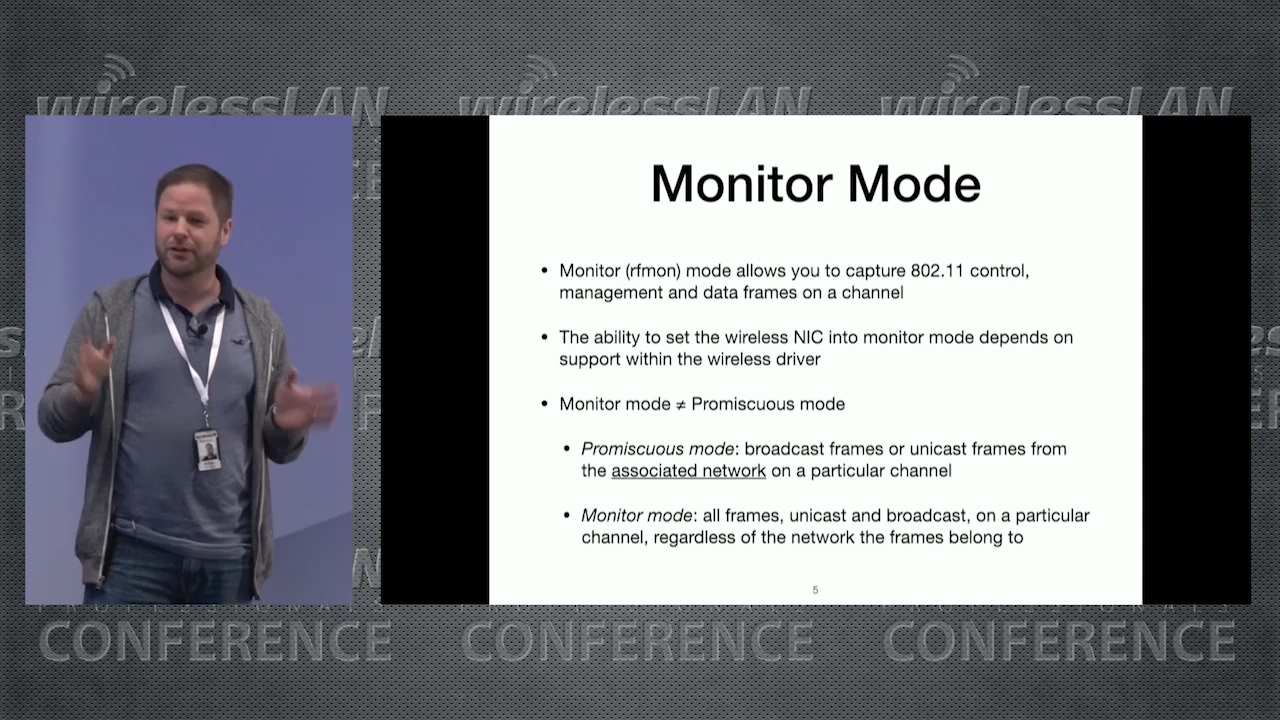 wirelessLAN wirelessLAN wirelessLAN
Monitor Mode
• Monitor (rfmon) mode allows you to capture 802.11 control,
management and data frames on a channel
• The ability to set the wireless NIC into monitor mode depends on
support within the wireless driver
• Monitor mode ≠ Promiscuous mode
• Promiscuous mode: broadcast frames or unicast frames from
the associated network on a particular channel
• Monitor mode: all frames, unicast and broadcast, on a particular
channel, regardless of the network the frames belong to
5
CONFERENCE CONFERENCE CONFERENCE